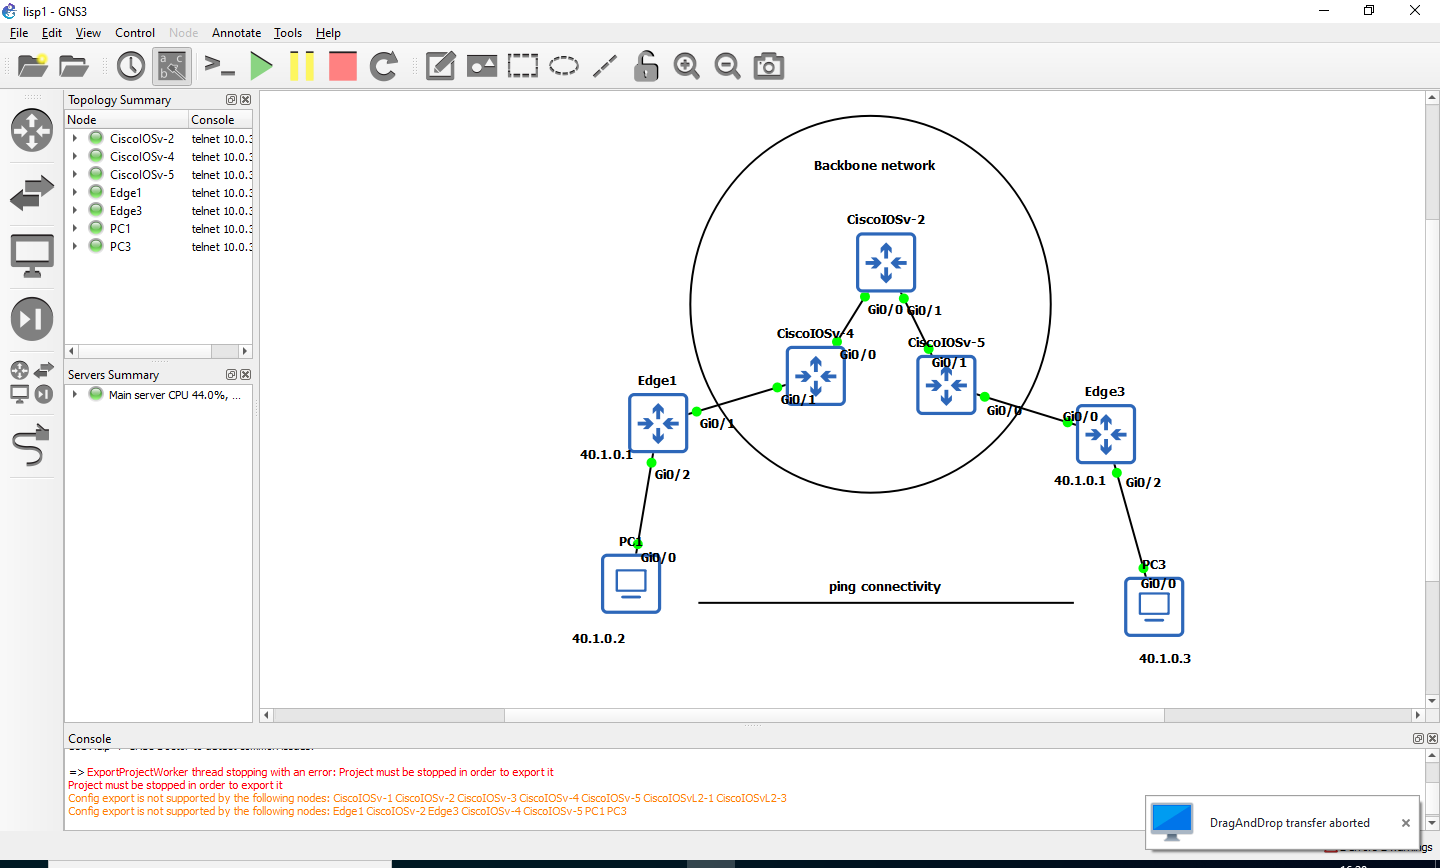 lisp1 - GNS3
File Edit View Control Node Annotate Tools Help
Topology Summary
Node Console
CiscoIOSv-2 telnet 10.0.3
CiscoIOSv-4 telnet 10.0.3
CiscoIOSv-5 telnet 10.0.3
Edge1 telnet 10.0.3
Edge3 telnet 10.0.3
PC1 telnet 10.0.3
PC3 telnet 10.0.3
Servers Summary
Main server CPU 44.0%, ...
Backbone network
CiscoIOSv-2
Gi0/0 Gi0/1
CiscoIOSv-4
Gi0/0
CiscoIOSv-5
Gi0/1
Edge1
Gi0/1
Gi0/1
Gi0/0
Edge3
Gi0/0
40.1.0.1
Gi0/2
40.1.0.1
Gi0/2
PC1
Gi0/0
PC3
Gi0/0
ping connectivity
40.1.0.2
40.1.0.3
Console
=> ExportProjectWorker thread stopping with an error: Project must be stopped in order to export it
Project must be stopped in order to export it
Config export is not supported by the following nodes: CiscoIOSv-1 CiscoIOSv-2 CiscoIOSv-3 CiscoIOSv-4 CiscoIOSv-5 CiscoIOSvL2-1 CiscoIOSvL2-3
Config export is not supported by the following nodes: Edge1 CiscoIOSv-2 Edge3 CiscoIOSv-4 CiscoIOSv-5 PC1 PC3
DragAndDrop transfer aborted